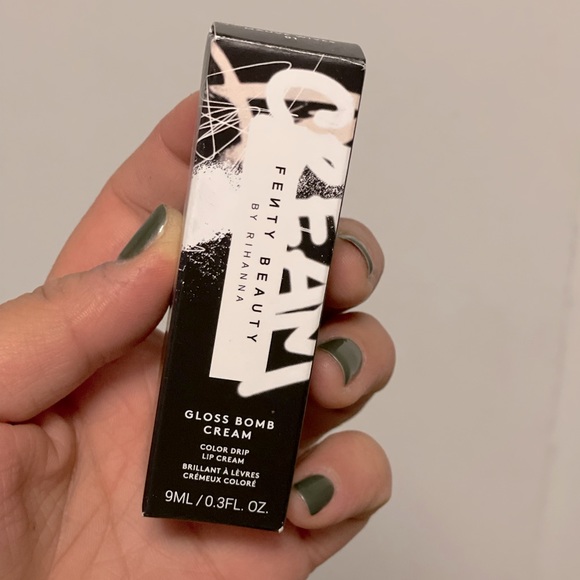 CREAM
FENTY BEAUTY
BY RIHANNA
GLOSS BOMB
CREAM
COLOR DRIP
LIP CREAM
BRILLANT À LÈVRES
CRÉMEUX COLORÉ
9ML / 0.3FL. OZ.